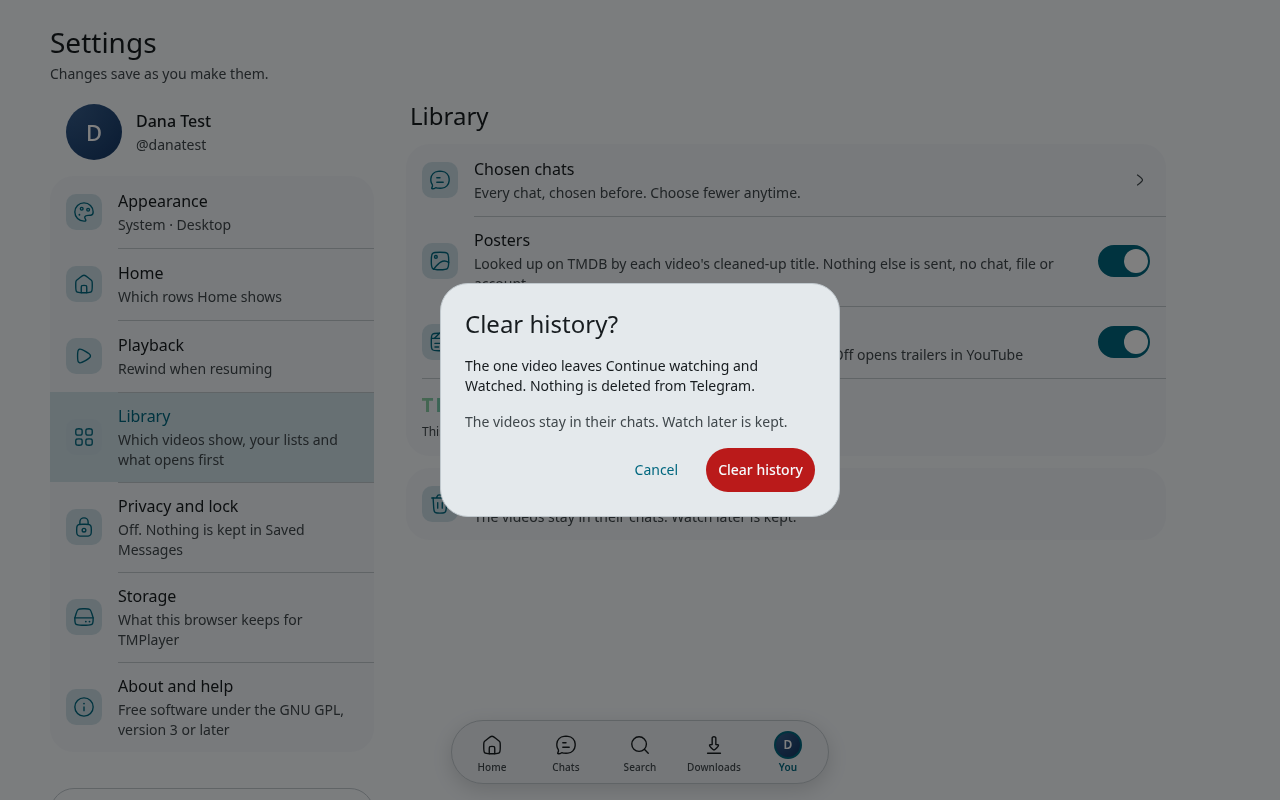 Settings
Changes save as you make them.
D
Dana Test
@danatest
Appearance
System · Desktop
Home
Which rows Home shows
Playback
Rewind when resuming
Library
Which videos show, your lists and
what opens first
Privacy and lock
Off. Nothing is kept in Saved
Messages
Storage
What this browser keeps for
TMPlayer
About and help
Free software under the GNU GPL,
version 3 or later
Library
Chosen chats
Every chat, chosen before. Choose fewer anytime.
Posters
Looked up on TMDB by each video's cleaned-up title. Nothing else is sent, no chat, file or
Off opens trailers in YouTube
Clear history?
The one video leaves Continue watching and
Watched. Nothing is deleted from Telegram.
The videos stay in their chats. Watch later is kept.
Cancel
Clear history
The videos stay in their chats. Watch later is kept.
Home
Chats
Search
Downloads
D
You